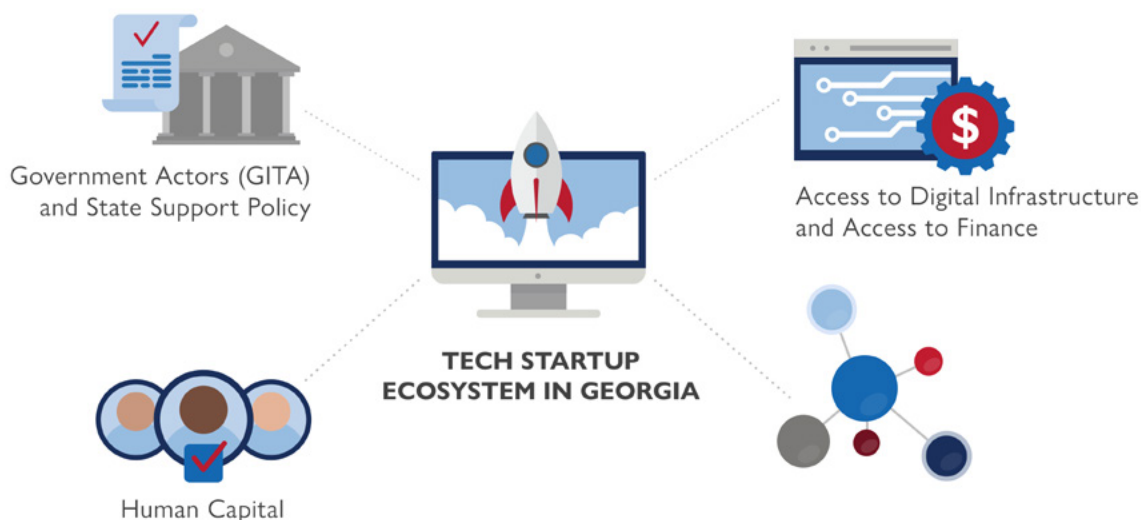 Government Actors (GITA)
and State Support Policy
$
Access to Digital Infrastructure
and Access to Finance
TECH STARTUP
ECOSYSTEM IN GEORGIA
Human Capital